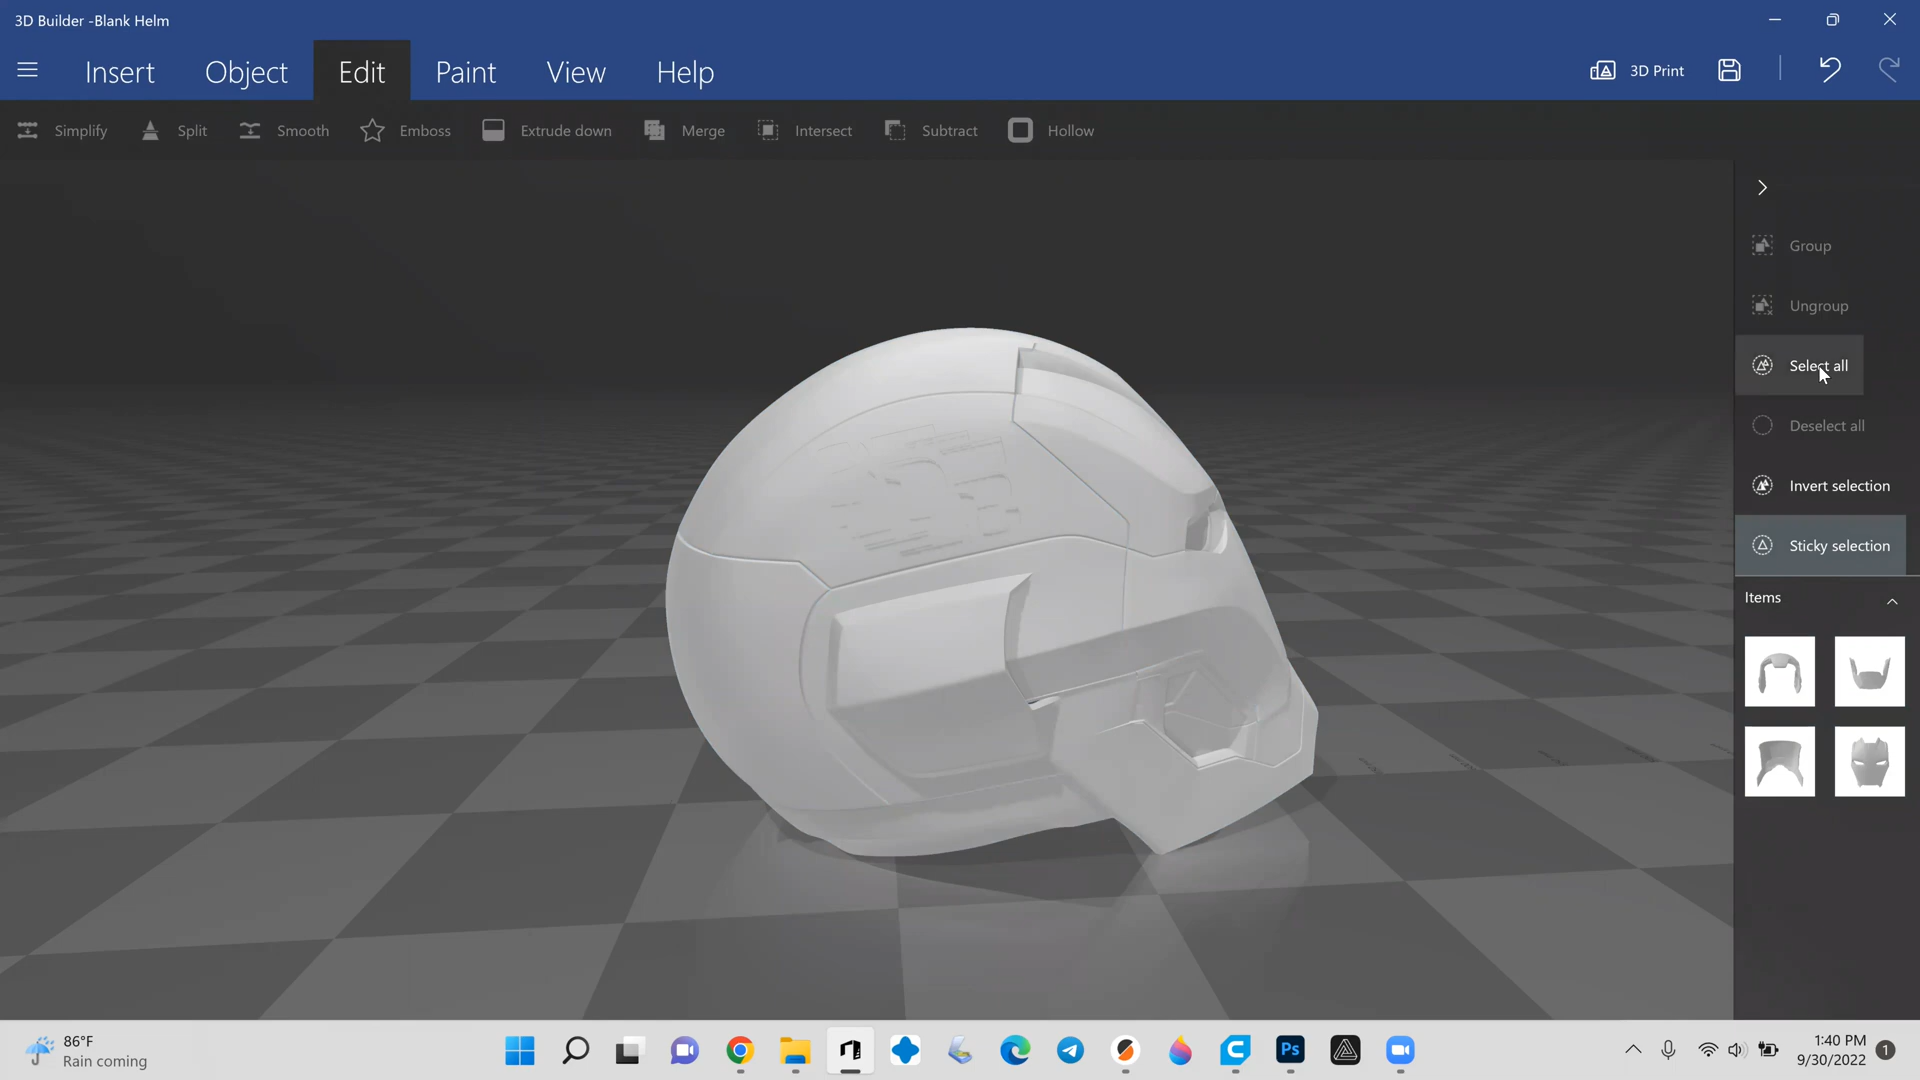 3D Builder -Blank Helm
Insert Object Edit Paint View Help
3D Print
Simplify Split Smooth Emboss Extrude down Merge Intersect Subtract Hollow
Group
Ungroup
Select all
Deselect all
Invert selection
Sticky selection
Items
86°F
Rain coming
Ps
1:40 PM
9/30/2022
1